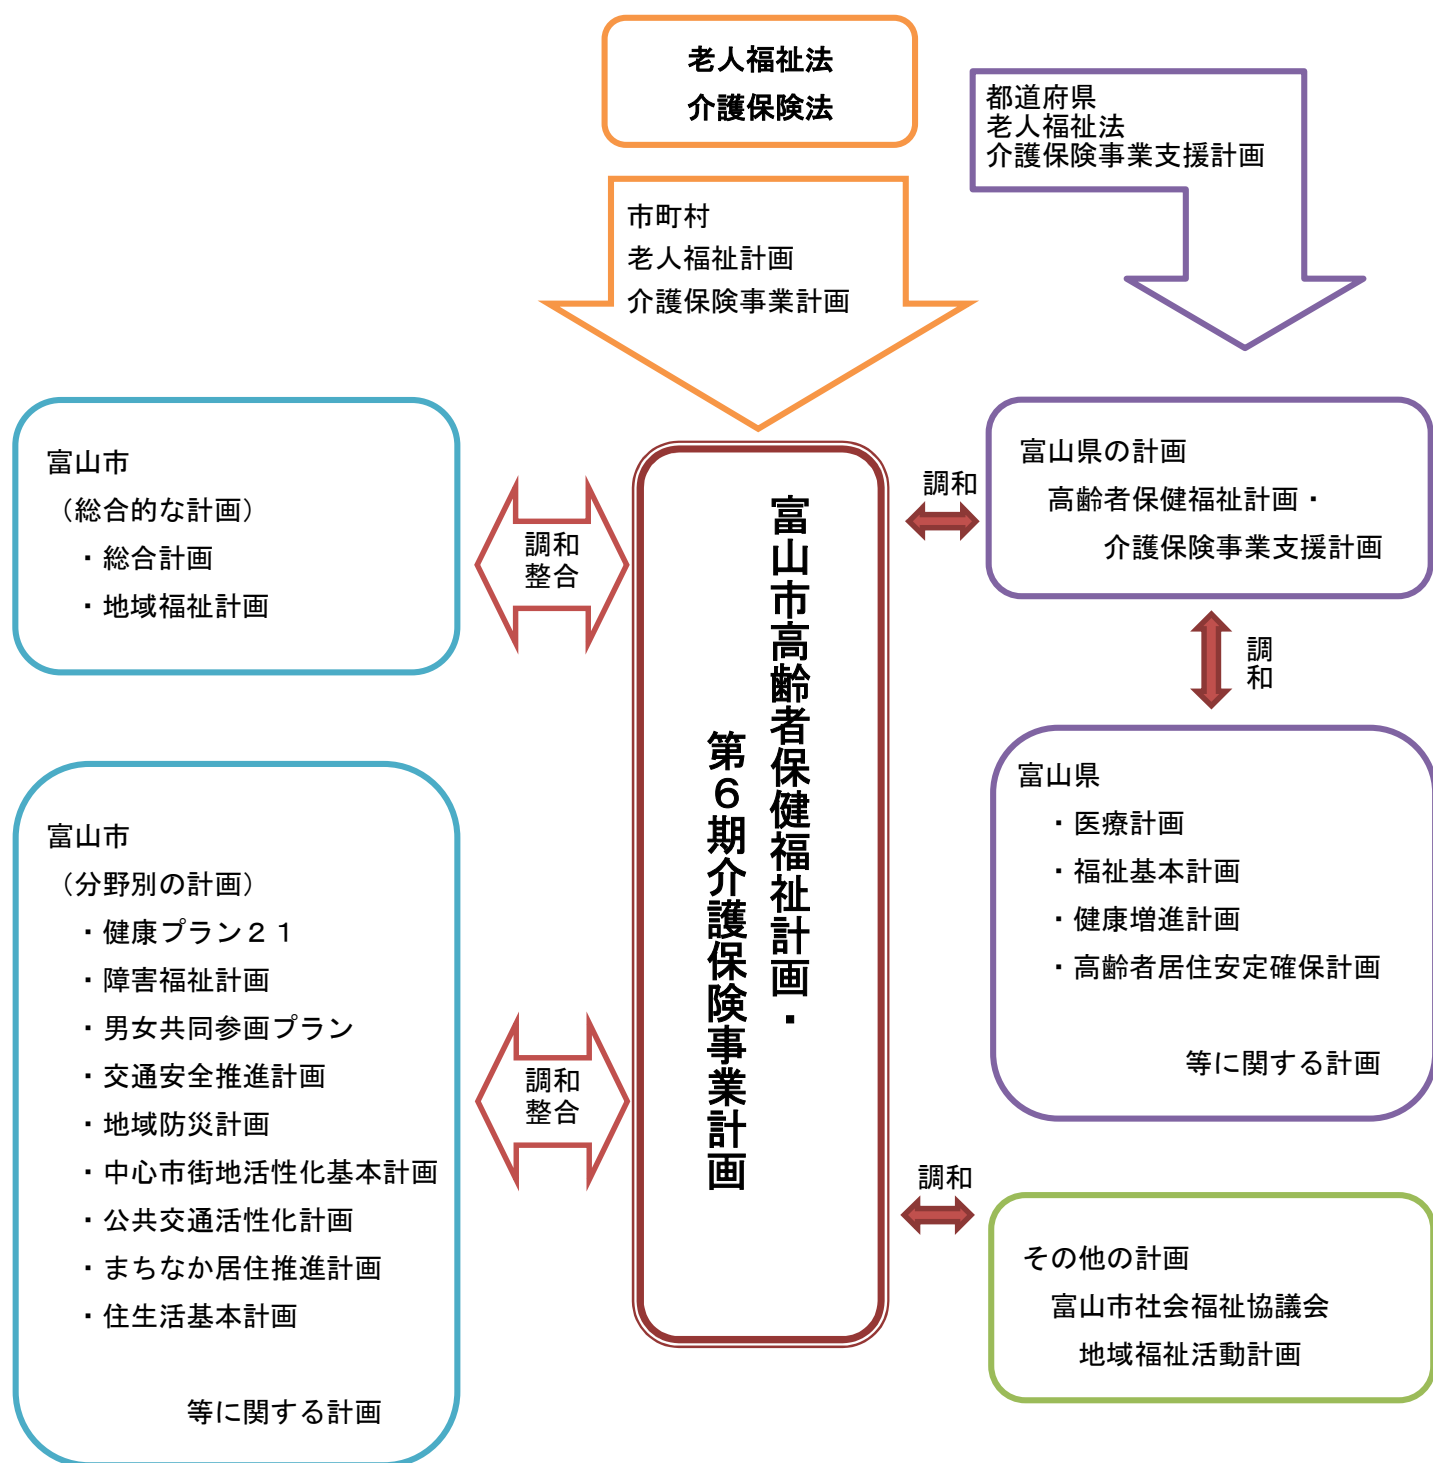 老人福祉法
介護保険法
都道府県
老人福祉法
介護保険事業支援計画
市町村
老人福祉計画
介護保険事業計画
富山市
（総合的な計画）
・総合計画
・地域福祉計画
調和
整合
富山市高齢者保健福祉計画・
第６期介護保険事業計画
調和
富山県の計画
高齢者保健福祉計画・
介護保険事業支援計画
調和
富山県
・医療計画
・福祉基本計画
・健康増進計画
・高齢者居住安定確保計画
等に関する計画
富山市
（分野別の計画）
・健康プラン２１
・障害福祉計画
・男女共同参画プラン
・交通安全推進計画
・地域防災計画
・中心市街地活性化基本計画
・公共交通活性化計画
・まちなか居住推進計画
・住生活基本計画
等に関する計画
調和
整合
調和
その他の計画
富山市社会福祉協議会
地域福祉活動計画